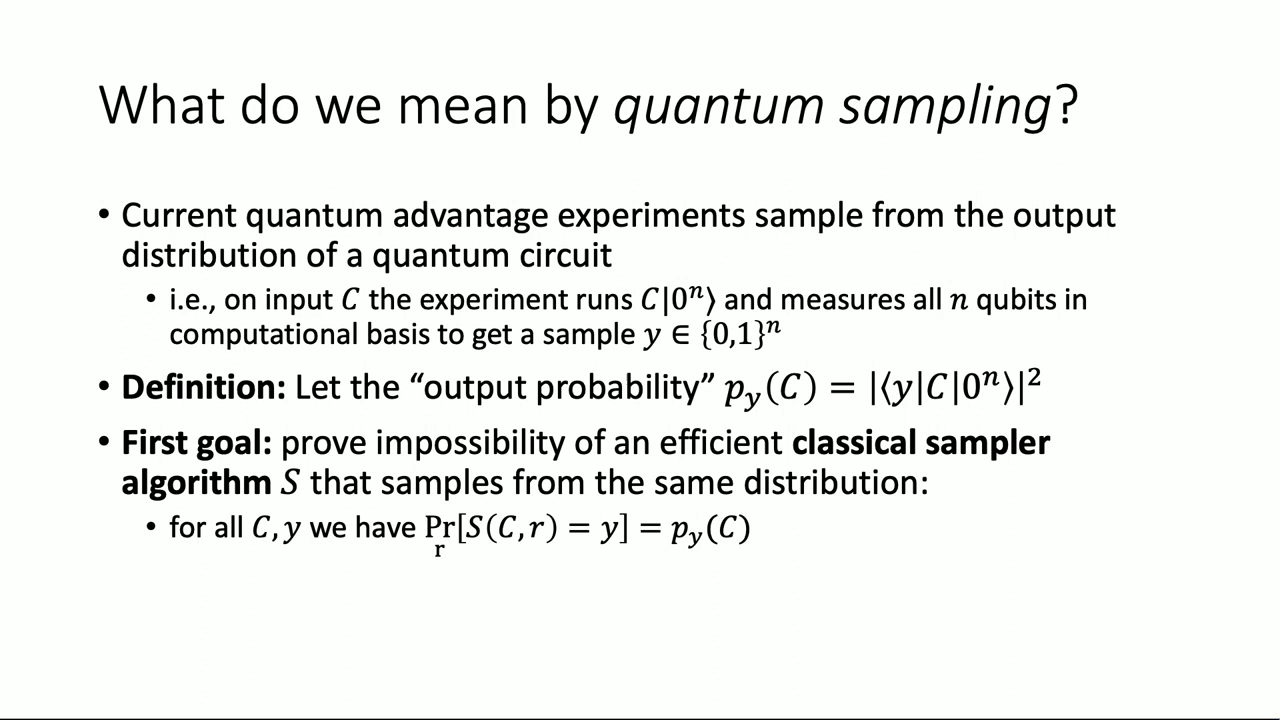 What do we mean by quantum sampling?
• Current quantum advantage experiments sample from the output
distribution of a quantum circuit
• i.e., on input 𝐶 the experiment runs 𝐶|0ⁿ⟩ and measures all 𝑛 qubits in
computational basis to get a sample 𝑦 ∈ {0,1}ⁿ
• Definition: Let the “output probability” 𝑝_𝑦(𝐶) = |⟨𝑦|𝐶|0ⁿ⟩|²
• First goal: prove impossibility of an efficient classical sampler
algorithm 𝑆 that samples from the same distribution:
• for all 𝐶, 𝑦 we have Pr_r[𝑆(𝐶, 𝑟) = 𝑦] = 𝑝_𝑦(𝐶)